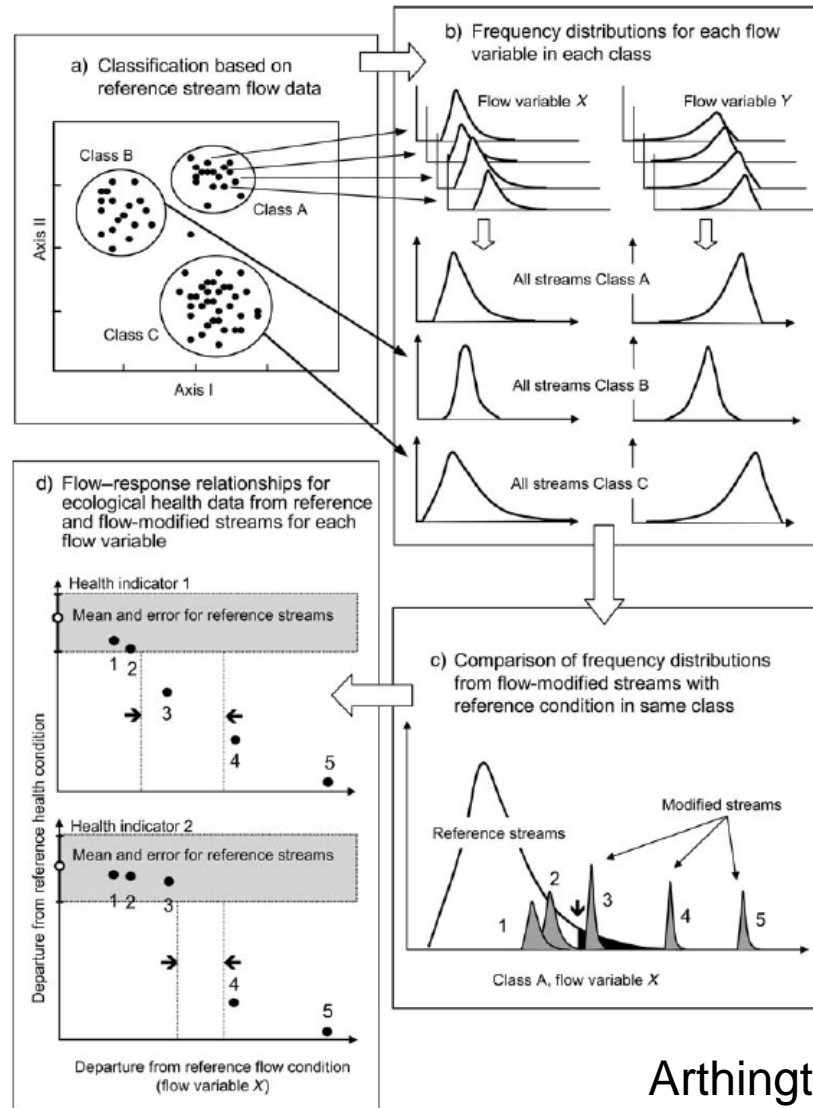 a) Classification based on
reference stream flow data
Class B
Class A
Class C
Axis II
Axis I
b) Frequency distributions for each flow
variable in each class
Flow variable X
Flow variable Y
All streams Class A
All streams Class B
All streams Class C
c) Comparison of frequency distributions
from flow-modified streams with
reference condition in same class
Modified streams
Reference streams
1
2
3
4
5
Class A, flow variable X
d) Flow–response relationships for
ecological health data from reference
and flow-modified streams for each
flow variable
Health indicator 1
Mean and error for reference streams
1
2
3
4
5
Health indicator 2
Mean and error for reference streams
1
2
3
4
5
Departure from reference health condition
Departure from reference flow condition
(flow variable X)
Arthingt